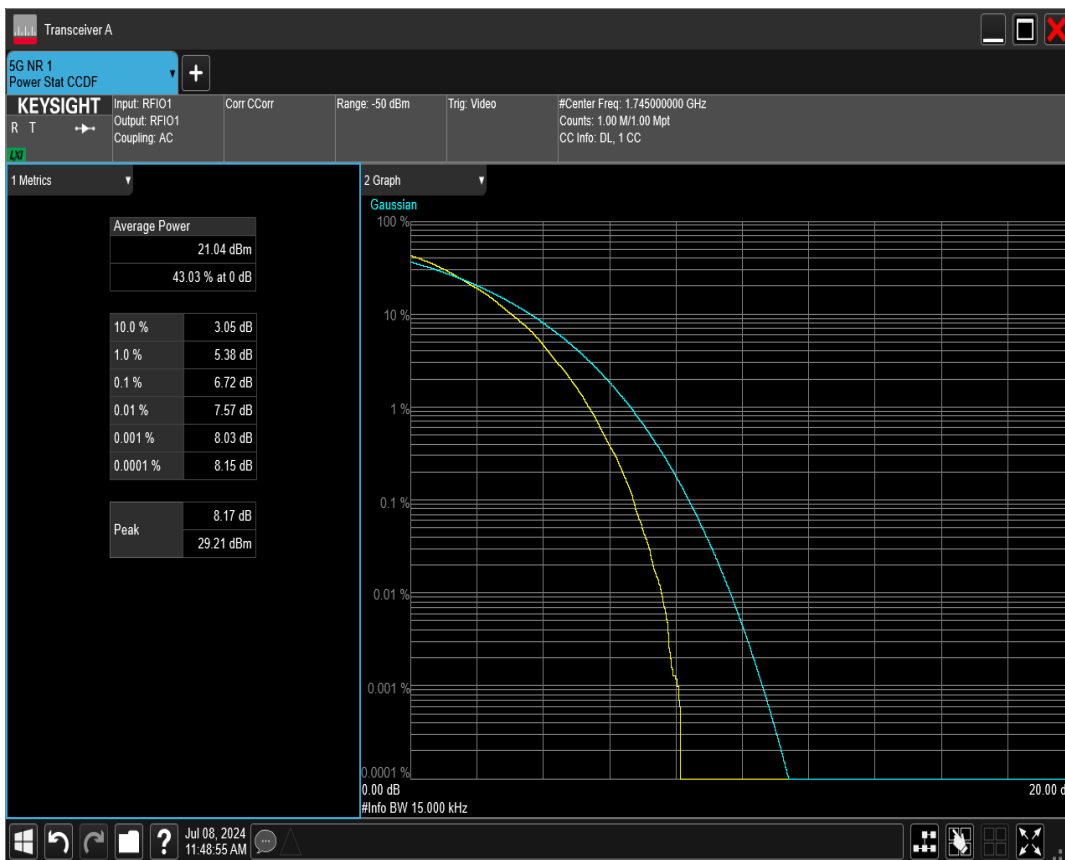 Transceiver A
5G NR 1
Power Stat CCDF
KEYSIGHT
R T
LXI
Input: RFIO1
Output: RFIO1
Coupling: AC
Corr CCorr
Range: -50 dBm
Trig: Video
#Center Freq: 1.745000000 GHz
Counts: 1.00 M/1.00 Mpt
CC Info: DL, 1 CC
1 Metrics
Average Power
21.04 dBm
43.03 % at 0 dB
10.0 % 3.05 dB
1.0 % 5.38 dB
0.1 % 6.72 dB
0.01 % 7.57 dB
0.001 % 8.03 dB
0.0001 % 8.15 dB
Peak
8.17 dB
29.21 dBm
2 Graph
Gaussian
100 %
10 %
1 %
0.1 %
0.01 %
0.001 %
0.0001 %
0.00 dB
20.00 d
#Info BW 15.000 kHz
?
Jul 08, 2024
11:48:55 AM